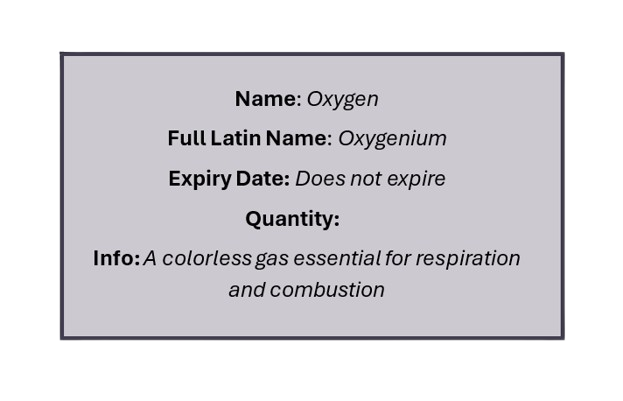 Name: Oxygen
Full Latin Name: Oxygenium
Expiry Date: Does not expire
Quantity:
Info: A colorless gas essential for respiration
and combustion